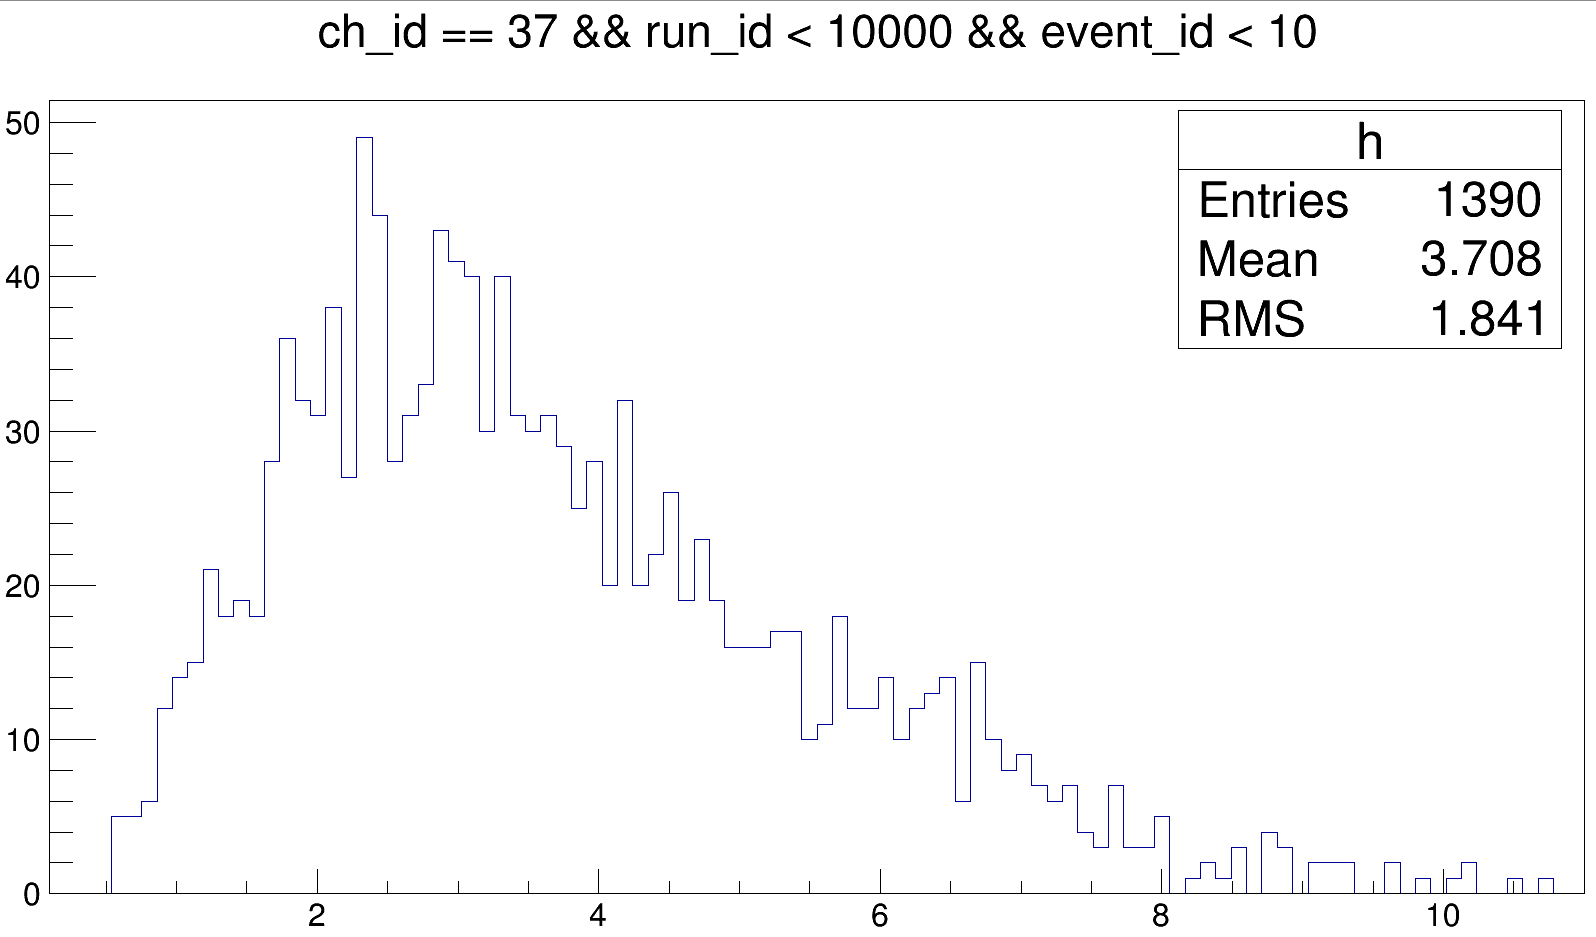 ch_id == 37 && run_id < 10000 && event_id < 10
h
Entries 1390
Mean 3.708
RMS 1.841
50
40
30
20
10
0
2 4 6 8 10